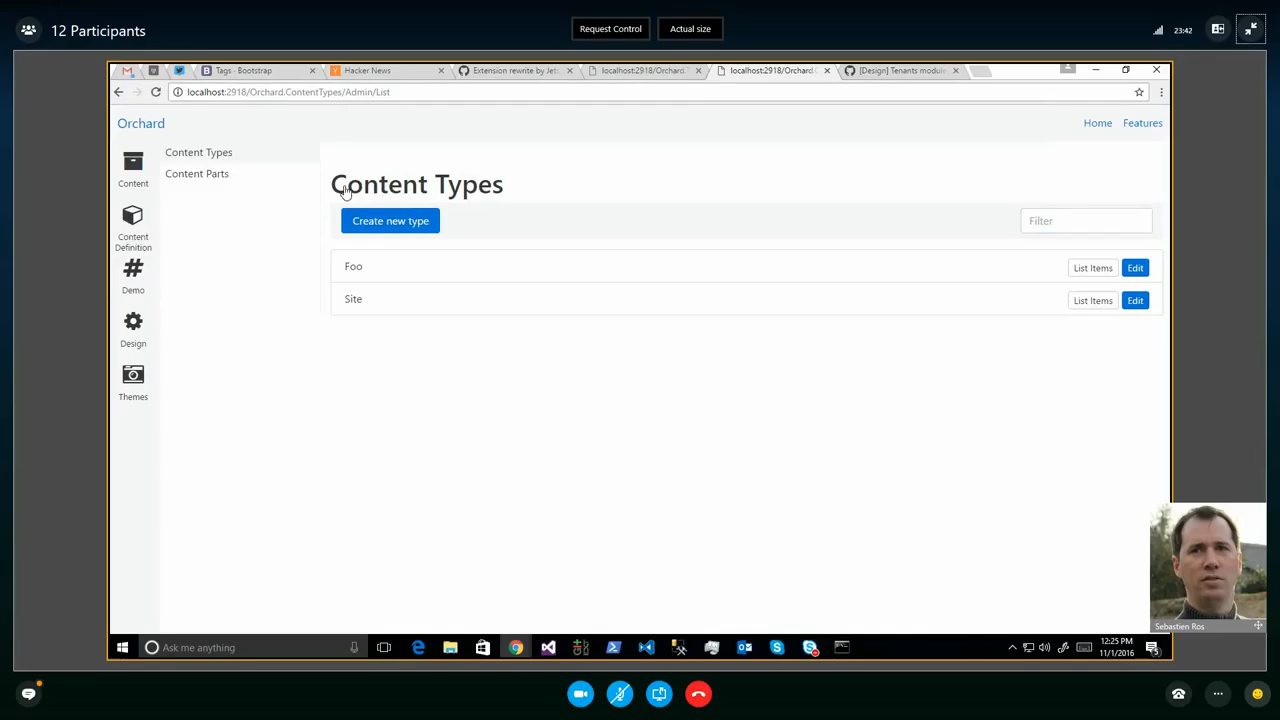 12 Participants
Request Control
Actual size
23:42
Tags · Bootstrap
Hacker News
Extension rewrite by Jets
localhost:2918/Orchard.T
localhost:2918/Orchard.C
[Design] Tenants module
localhost:2918/Orchard.ContentTypes/Admin/List
Orchard
Home
Features
Content
Content Definition
Demo
Design
Themes
Content Types
Content Parts
Content Types
Create new type
Filter
Foo
List Items
Edit
Site
List Items
Edit
Sebastien Ros
Ask me anything
12:25 PM
11/1/2016